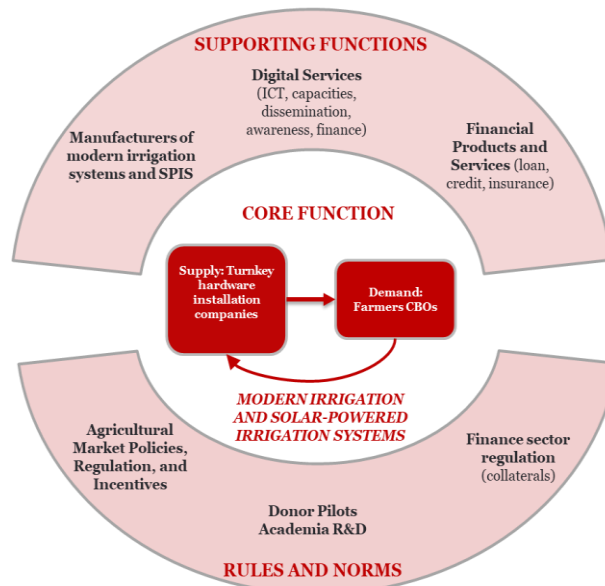 SUPPORTING FUNCTIONS
Digital Services
(ICT, capacities,
dissemination,
awareness, finance)
Manufacturers of
modern irrigation
systems and SPIS
Financial
Products and
Services (loan,
credit, insurance)
CORE FUNCTION
Supply: Turnkey
hardware
installation
companies
Demand:
Farmers CBOs
MODERN IRRIGATION
AND SOLAR-POWERED
IRRIGATION SYSTEMS
Agricultural
Market Policies,
Regulation, and
Incentives
Finance sector
regulation
(collaterals)
Donor Pilots
Academia R&D
RULES AND NORMS